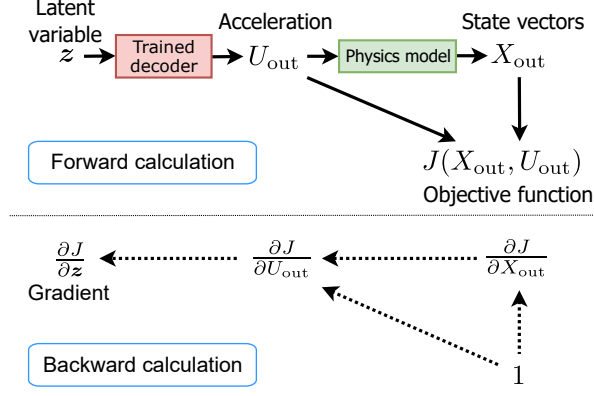 Latent
variable
Acceleration
State vectors
z
Trained
decoder
U_out
Physics model
X_out
Forward calculation
J(X_out, U_out)
Objective function
∂J/∂z
∂J/∂U_out
∂J/∂X_out
Gradient
Backward calculation
1